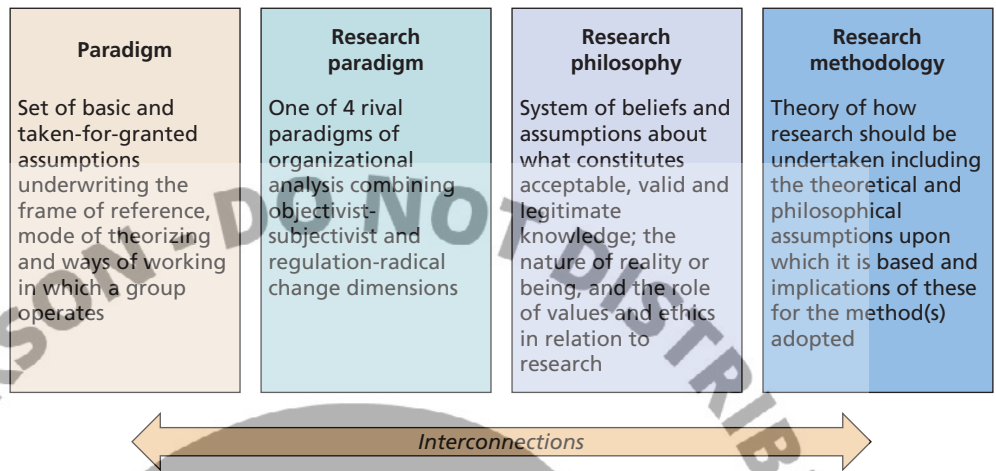 Paradigm
Set of basic and
taken-for-granted
assumptions
underwriting the
frame of reference,
mode of theorizing
and ways of working
in which a group
operates
Research
paradigm
One of 4 rival
paradigms of
organizational
analysis combining
objectivist-
subjectivist and
regulation-radical
change dimensions
Research
philosophy
System of beliefs and
assumptions about
what constitutes
acceptable, valid and
legitimate
knowledge; the
nature of reality or
being, and the role
of values and ethics
in relation to
research
Research
methodology
Theory of how
research should be
undertaken including
the theoretical and
philosophical
assumptions upon
which it is based and
implications of these
for the method(s)
adopted
Interconnections
DO NOT